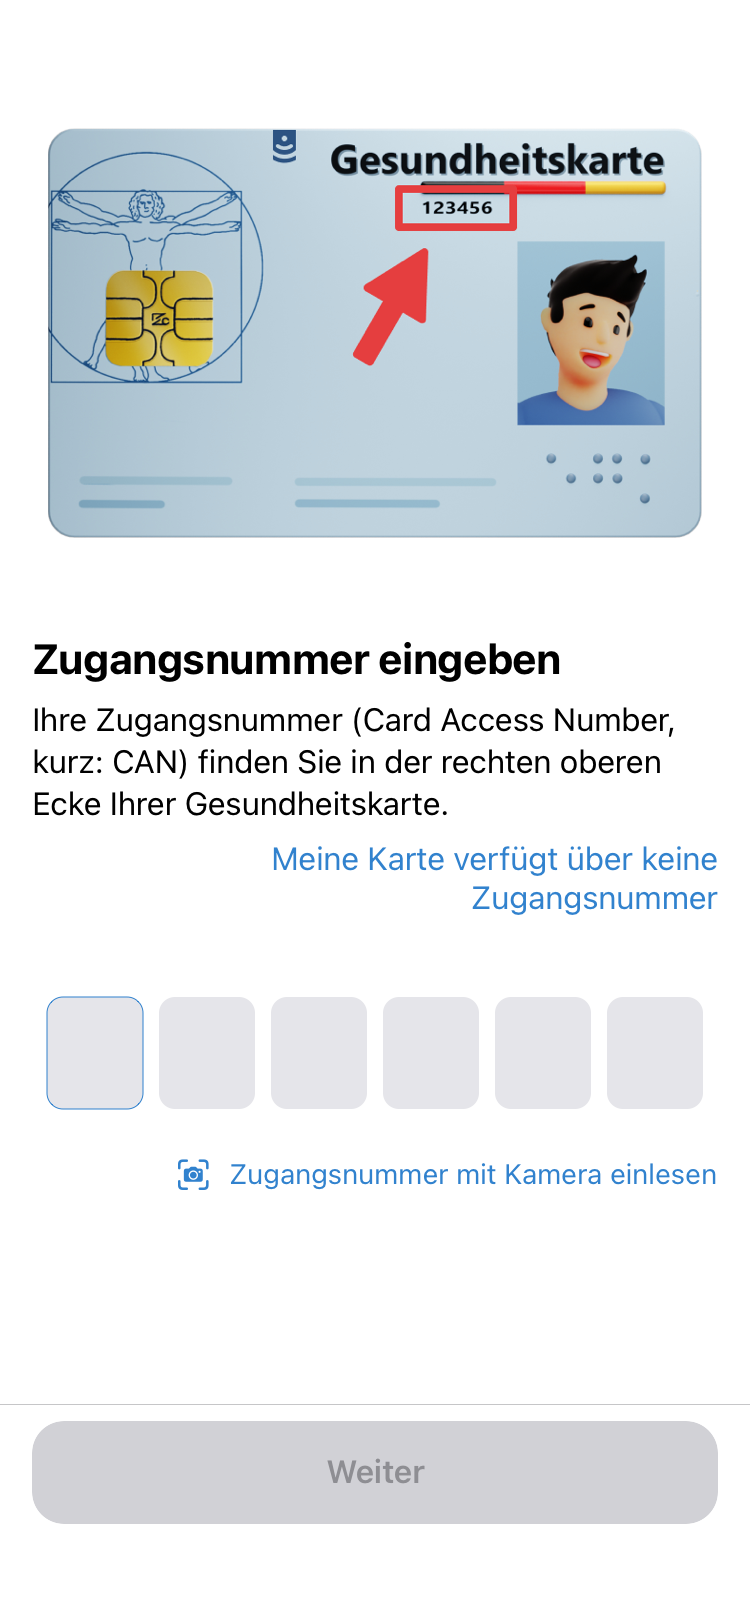 Gesundheitskarte
123456
Zugangsnummer eingeben
Ihre Zugangsnummer (Card Access Number,
kurz: CAN) finden Sie in der rechten oberen
Ecke Ihrer Gesundheitskarte.
Meine Karte verfügt über keine
Zugangsnummer
Zugangsnummer mit Kamera einlesen
Weiter